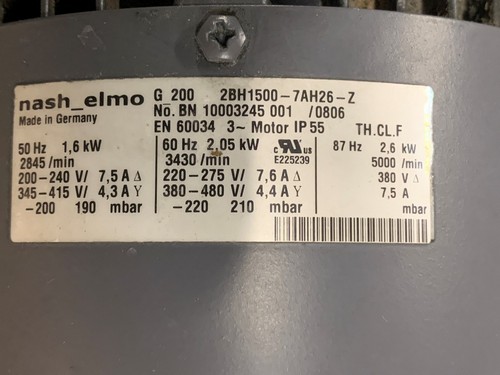 nash_elmo G 200 2BH1500-7AH26-Z
Made in Germany No. BN 10003245 001 /0806
EN 60034 3~ Motor IP 55 TH.CL.F
50 Hz 1,6 kW 60 Hz 2,05 kW c UR us 87 Hz 2,6 kW
2845/min 3430/min E225239 5000/min
200-240 V/ 7,5 A Δ 220-275 V/ 7,6 A Δ 380 V Δ
345-415 V/ 4,3 A Y 380-480 V/ 4,4 A Y 7,5 A
-200 190 mbar -220 210 mbar mbar